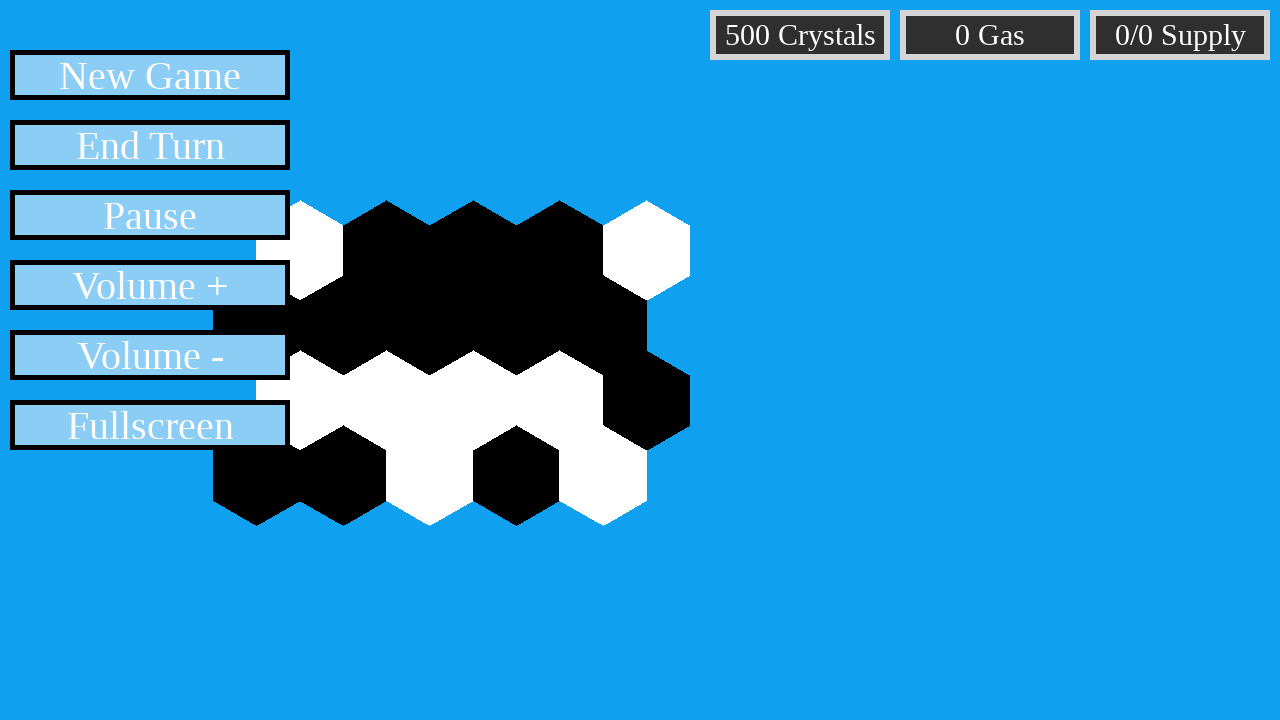 500 Crystals
0 Gas
0/0 Supply
New Game
End Turn
Pause
Volume +
Volume -
Fullscreen